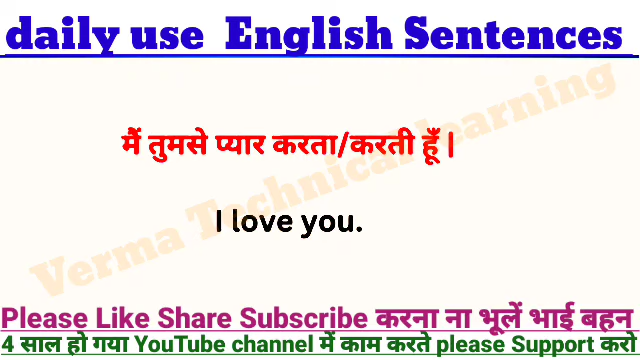 daily use English Sentences
मैं तुमसे प्यार करता/करती हूँ |
Verma Technical learning
I love you.
Please Like Share Subscribe करना ना भूलें भाई बहन
4 साल हो गया YouTube channel में काम करते please Support करो